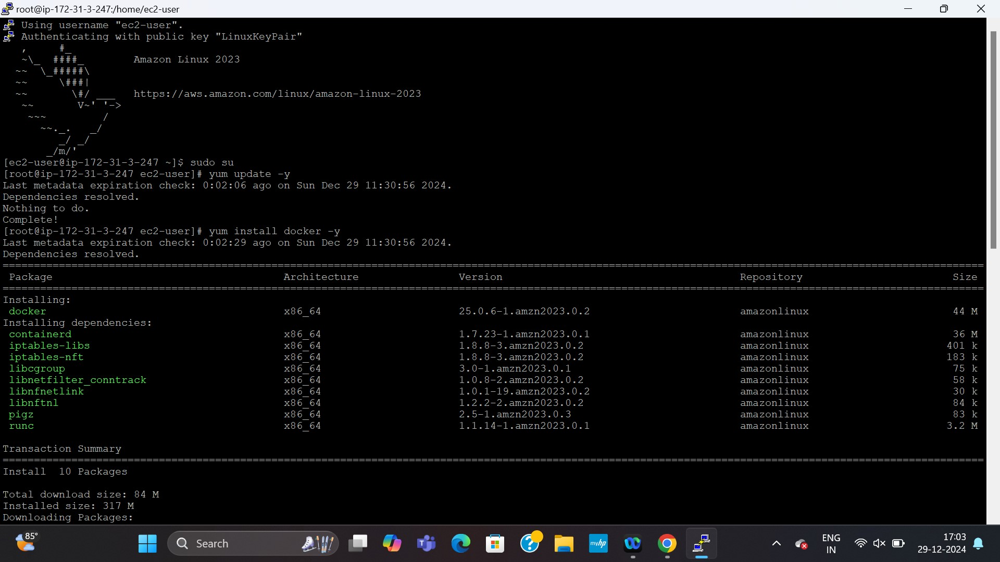 root@ip-172-31-3-247:/home/ec2-user
Using username "ec2-user".
Authenticating with public key "LinuxKeyPair"
   ,     #_
   ~\_  ####_        Amazon Linux 2023
  ~~  \_#####\
  ~~     \###|
  ~~       \#/ ___   https://aws.amazon.com/linux/amazon-linux-2023
   ~~       V~' '->
    ~~~         /
      ~~._.   _/
         _/ _/
       _/m/'
[ec2-user@ip-172-31-3-247 ~]$ sudo su
[root@ip-172-31-3-247 ec2-user]# yum update -y
Last metadata expiration check: 0:02:06 ago on Sun Dec 29 11:30:56 2024.
Dependencies resolved.
Nothing to do.
Complete!
[root@ip-172-31-3-247 ec2-user]# yum install docker -y
Last metadata expiration check: 0:02:29 ago on Sun Dec 29 11:30:56 2024.
Dependencies resolved.
Package Architecture Version Repository Size
Installing:
docker x86_64 25.0.6-1.amzn2023.0.2 amazonlinux 44 M
Installing dependencies:
containerd x86_64 1.7.23-1.amzn2023.0.1 amazonlinux 36 M
iptables-libs x86_64 1.8.8-3.amzn2023.0.2 amazonlinux 401 k
iptables-nft x86_64 1.8.8-3.amzn2023.0.2 amazonlinux 183 k
libcgroup x86_64 3.0-1.amzn2023.0.1 amazonlinux 75 k
libnetfilter_conntrack x86_64 1.0.8-2.amzn2023.0.2 amazonlinux 58 k
libnfnetlink x86_64 1.0.1-19.amzn2023.0.2 amazonlinux 30 k
libnftnl x86_64 1.2.2-2.amzn2023.0.2 amazonlinux 84 k
pigz x86_64 2.5-1.amzn2023.0.3 amazonlinux 83 k
runc x86_64 1.1.14-1.amzn2023.0.1 amazonlinux 3.2 M
Transaction Summary
Install  10 Packages
Total download size: 84 M
Installed size: 317 M
Downloading Packages:
85°
Search
myhp
ENG
IN
17:03
29-12-2024